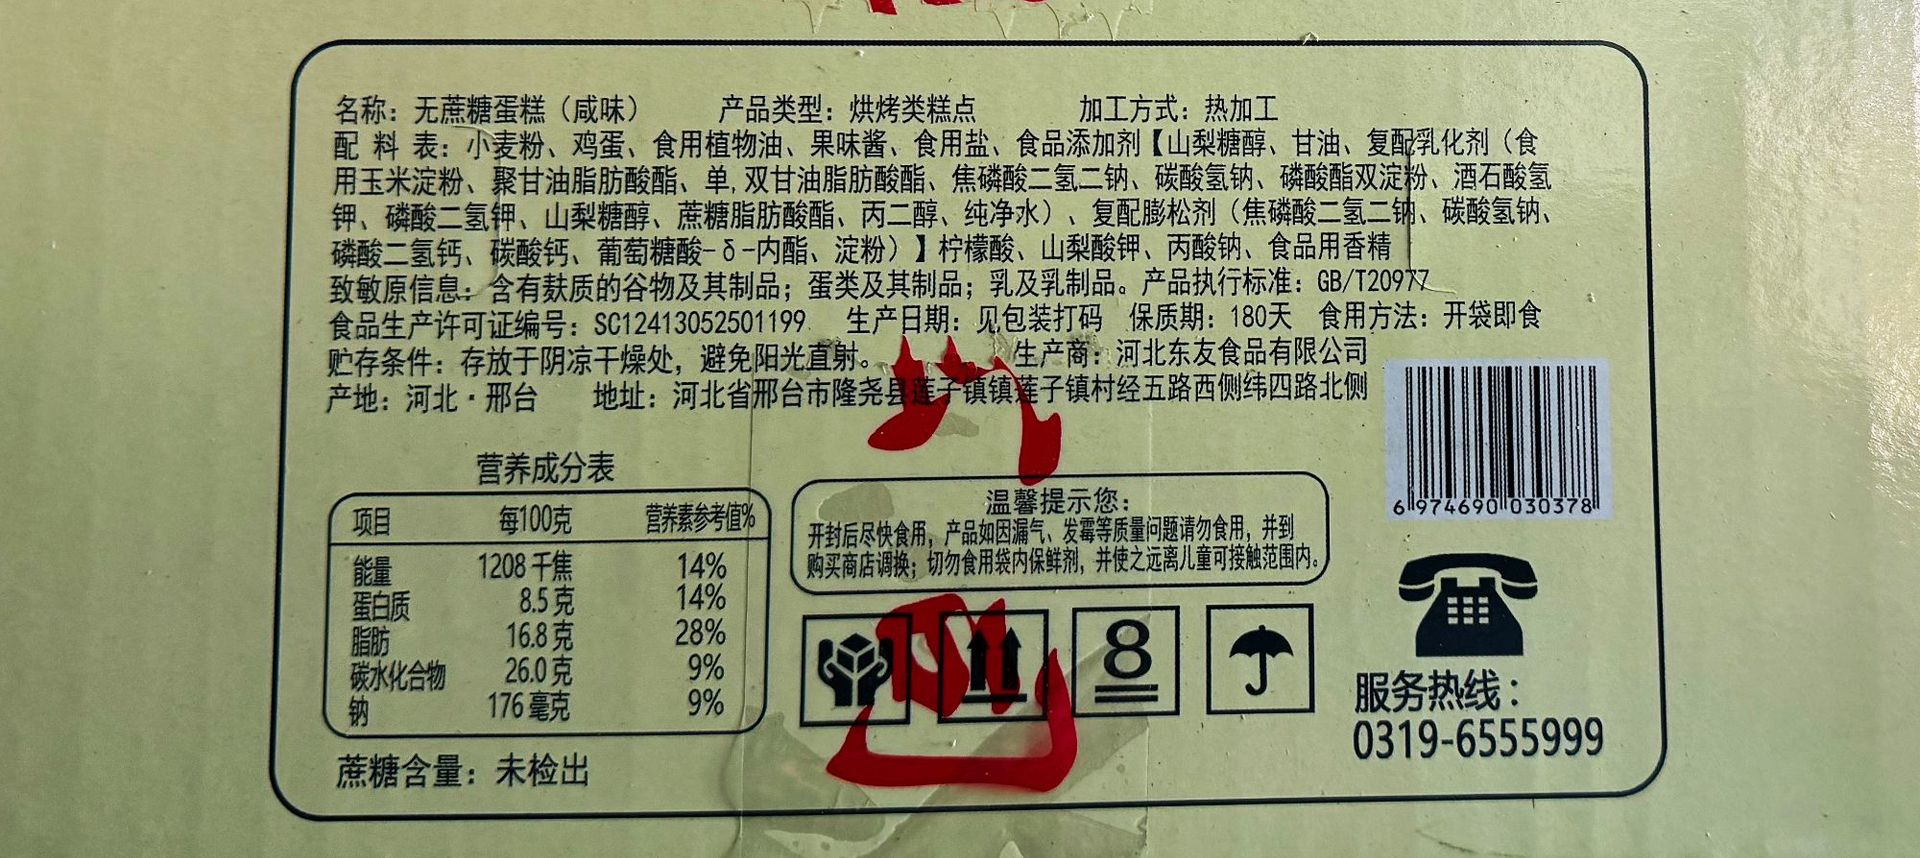 名称：无蔗糖蛋糕（咸味） 产品类型：烘烤类糕点 加工方式：热加工
配 料 表：小麦粉、鸡蛋、食用植物油、果味酱、食用盐、食品添加剂【山梨糖醇、甘油、复配乳化剂（食
用玉米淀粉、聚甘油脂肪酸酯、单,双甘油脂肪酸酯、焦磷酸二氢二钠、碳酸氢钠、磷酸酯双淀粉、酒石酸氢
钾、磷酸二氢钾、山梨糖醇、蔗糖脂肪酸酯、丙二醇、纯净水）、复配膨松剂（焦磷酸二氢二钠、碳酸氢钠、
磷酸二氢钙、碳酸钙、葡萄糖酸-δ-内酯、淀粉）】柠檬酸、山梨酸钾、丙酸钠、食品用香精
致敏原信息：含有麸质的谷物及其制品；蛋类及其制品；乳及乳制品。产品执行标准：GB/T20977
食品生产许可证编号：SC12413052501199 生产日期：见包装打码 保质期：180天 食用方法：开袋即食
贮存条件：存放于阴凉干燥处，避免阳光直射。 生产商：河北东友食品有限公司
产地：河北·邢台 地址：河北省邢台市隆尧县莲子镇镇莲子镇村经五路西侧纬四路北侧
6 974690 030378
营养成分表
项目 每100克 营养素参考值%
能量 1208 千焦 14%
蛋白质 8.5 克 14%
脂肪 16.8 克 28%
碳水化合物 26.0 克 9%
钠 176 毫克 9%
蔗糖含量：未检出
温馨提示您：
开封后尽快食用，产品如因漏气、发霉等质量问题请勿食用，并到
购买商店调换；切勿食用袋内保鲜剂，并使之远离儿童可接触范围内。
8
服务热线：
0319-6555999